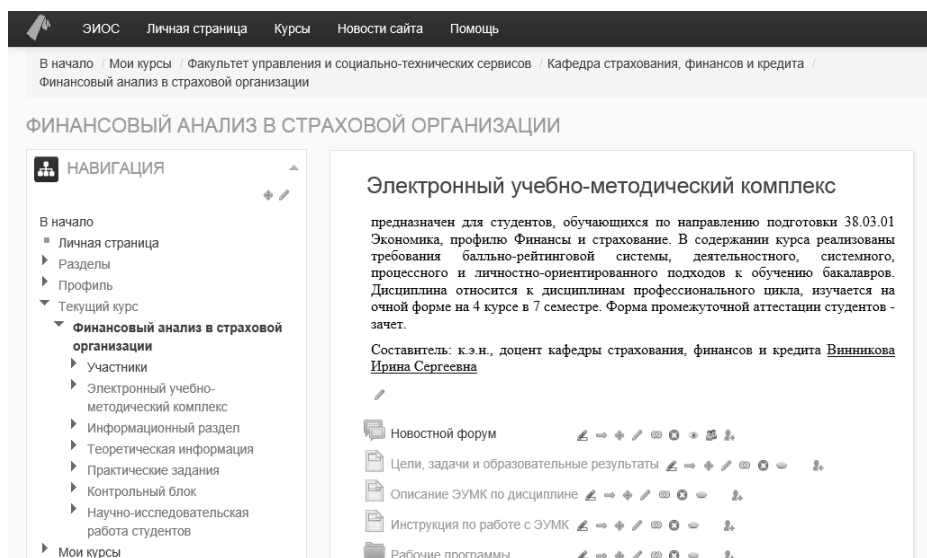 ЭИОС Личная страница Курсы Новости сайта Помощь
В начало / Мои курсы / Факультет управления и социально-технических сервисов / Кафедра страхования, финансов и кредита /
Финансовый анализ в страховой организации
ФИНАНСОВЫЙ АНАЛИЗ В СТРАХОВОЙ ОРГАНИЗАЦИИ
НАВИГАЦИЯ
В начало
Личная страница
Разделы
Профиль
Текущий курс
Финансовый анализ в страховой
организации
Участники
Электронный учебно-
методический комплекс
Информационный раздел
Теоретическая информация
Практические задания
Контрольный блок
Научно-исследовательская
работа студентов
Мои курсы
Электронный учебно-методический комплекс
предназначен для студентов, обучающихся по направлению подготовки 38.03.01
Экономика, профилю Финансы и страхование. В содержании курса реализованы
требования балльно-рейтинговой системы, деятельностного, системного,
процессного и личностно-ориентированного подходов к обучению бакалавров.
Дисциплина относится к дисциплинам профессионального цикла, изучается на
очной форме на 4 курсе в 7 семестре. Форма промежуточной аттестации студентов -
зачет.
Составитель: к.э.н., доцент кафедры страхования, финансов и кредита Винникова
Ирина Сергеевна
Новостной форум
Цели, задачи и образовательные результаты
Описание ЭУМК по дисциплине
Инструкция по работе с ЭУМК
Рабочие программы